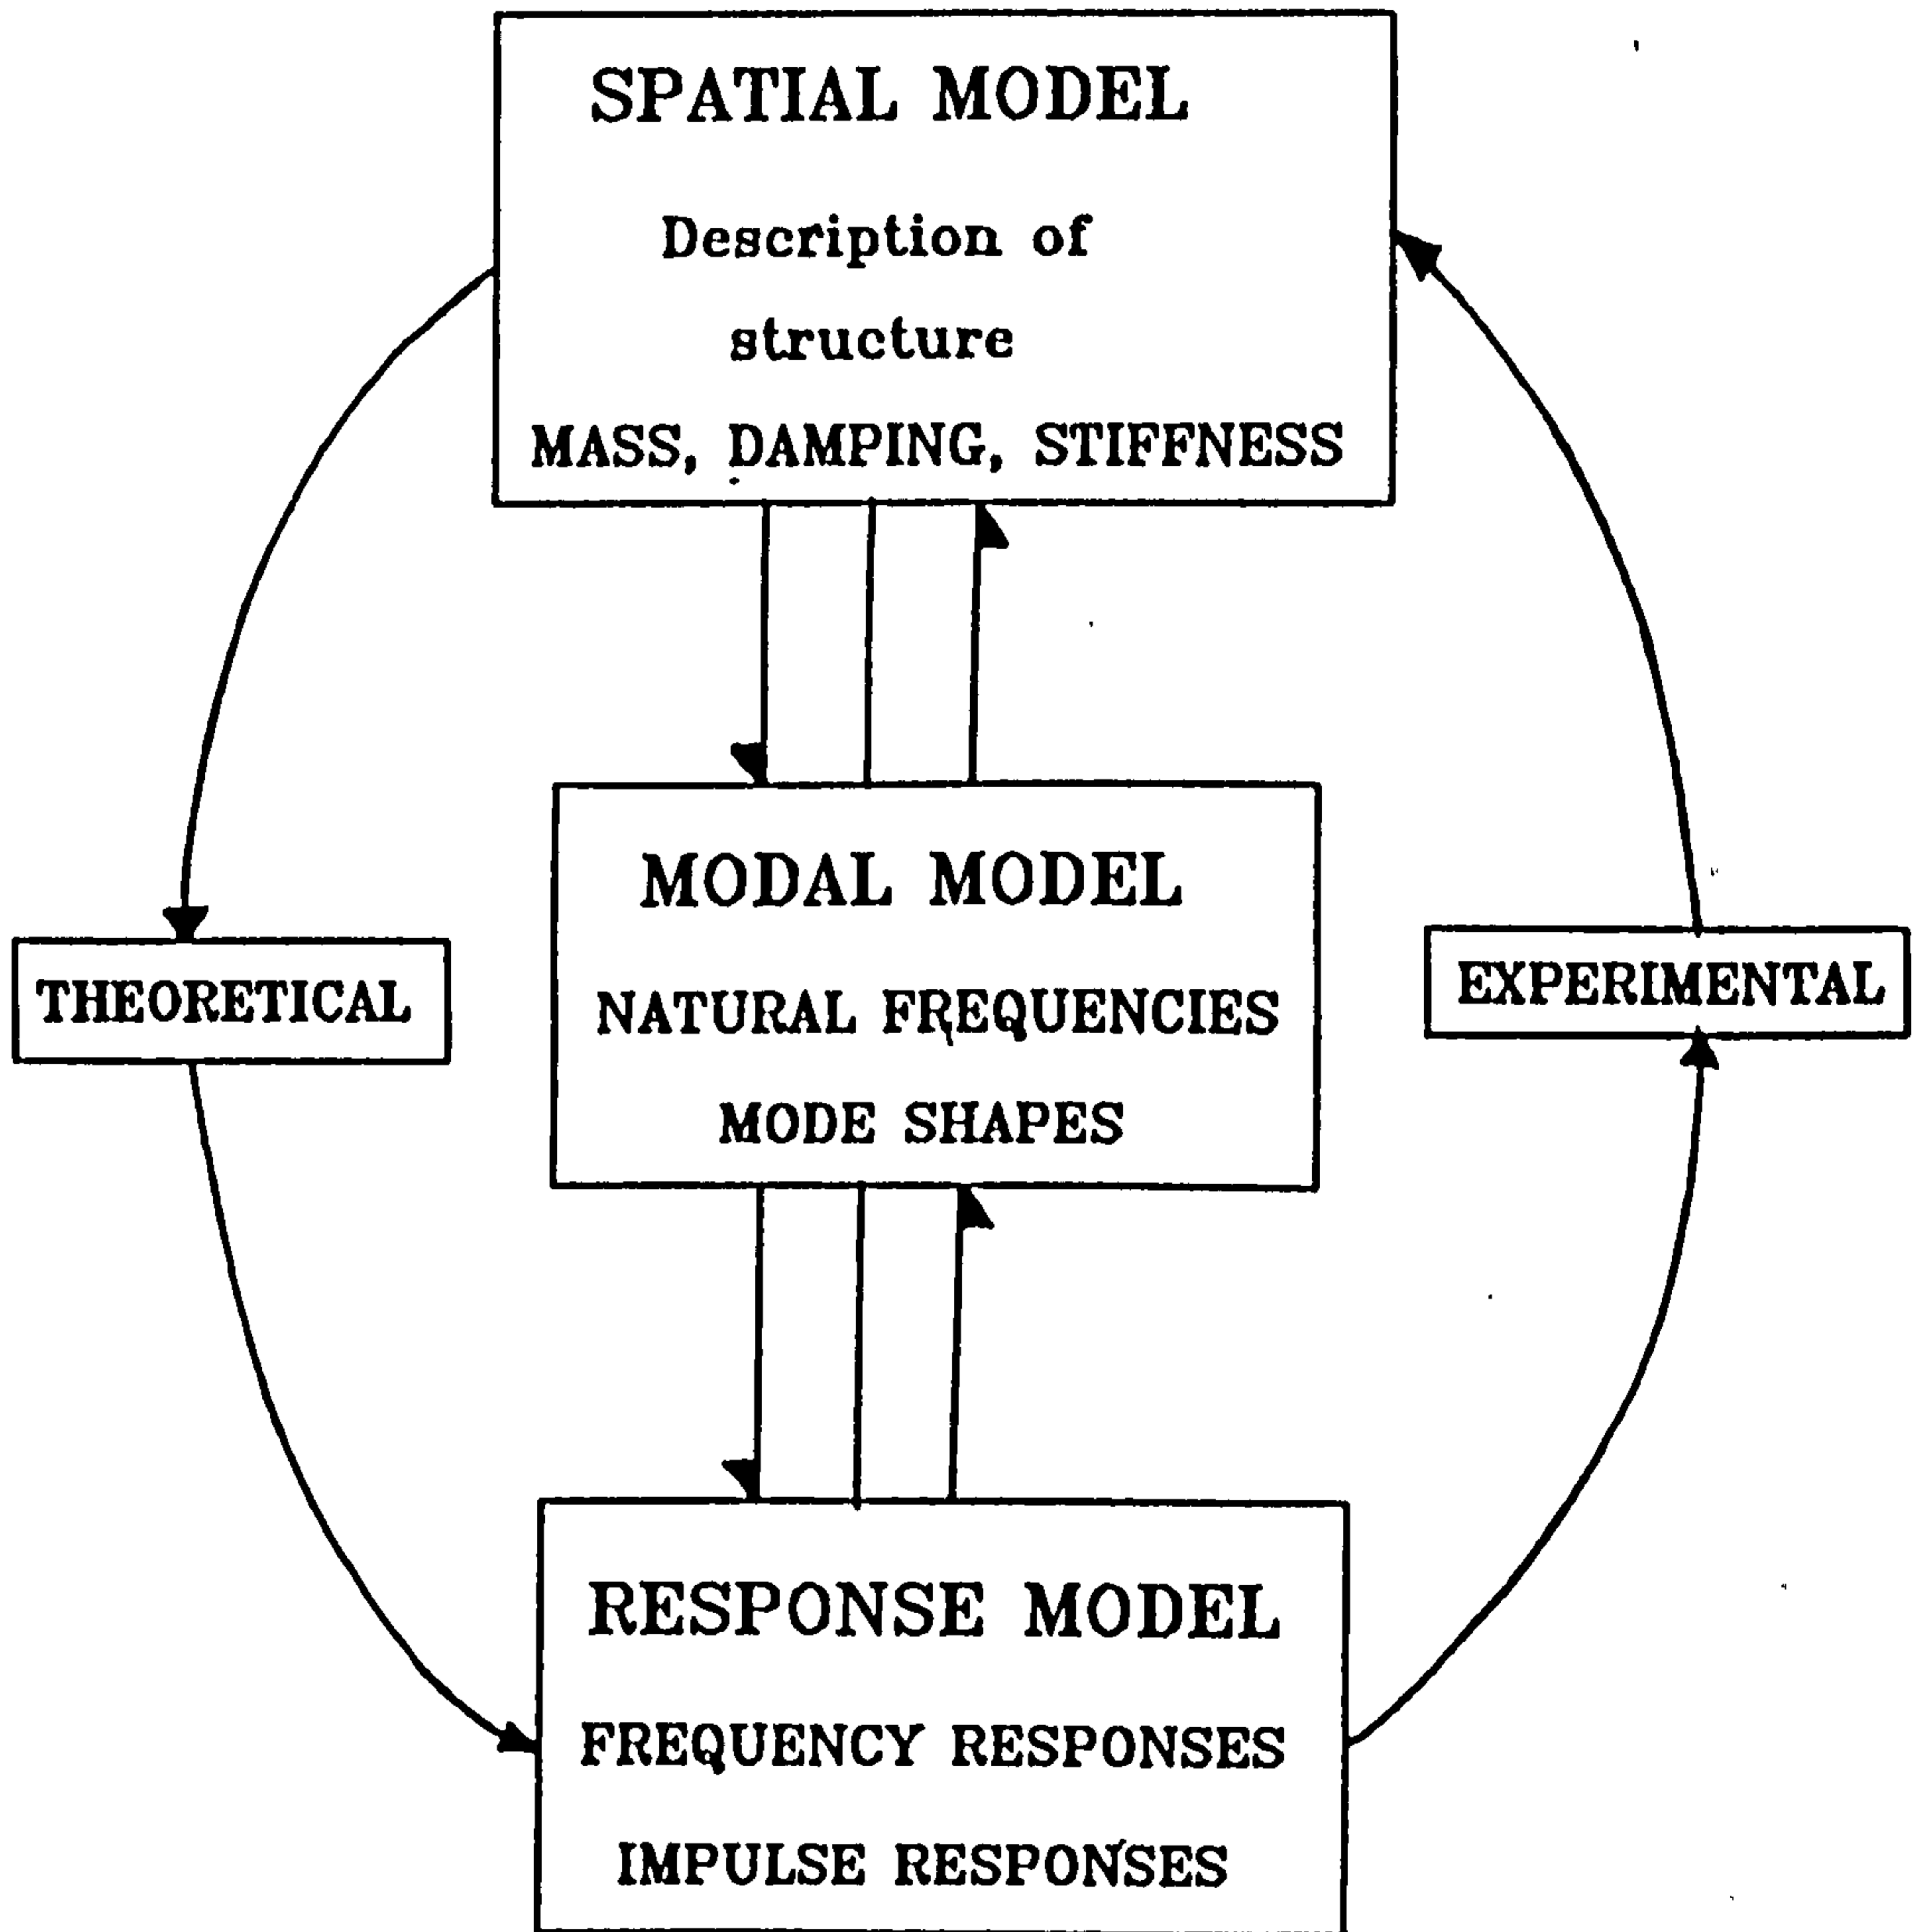 SPATIAL MODEL
Description of
structure
MASS, DAMPING, STIFFNESS
MODAL MODEL
NATURAL FREQUENCIES
MODE SHAPES
THEORETICAL
EXPERIMENTAL
RESPONSE MODEL
FREQUENCY RESPONSES
IMPULSE RESPONSES